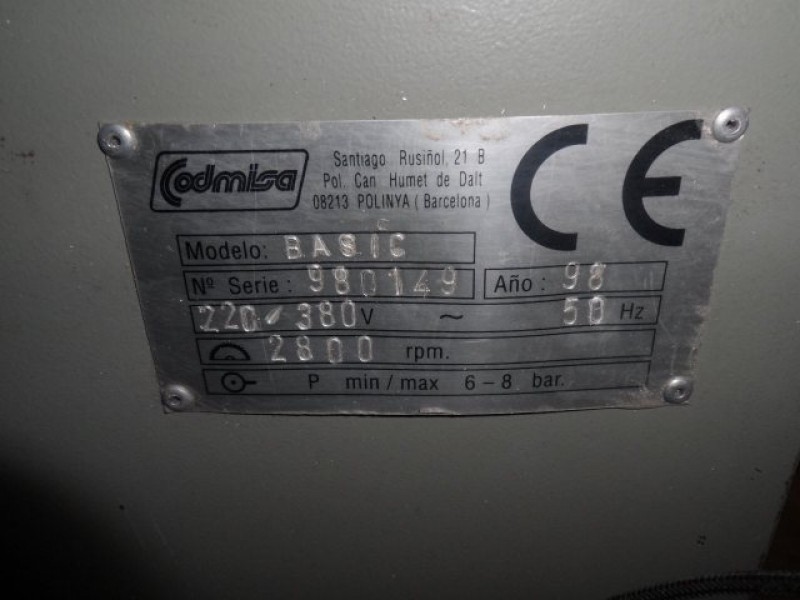 Codmisa
Santiago Rusiñol, 21 B
Pol. Can Humet de Dalt
08213 POLINYA (Barcelona)
CE
Modelo: BASIC
Nº Serie: 980149 Año: 98
220/380V ~ 50 Hz
2800 rpm.
P min/max 6-8 bar.